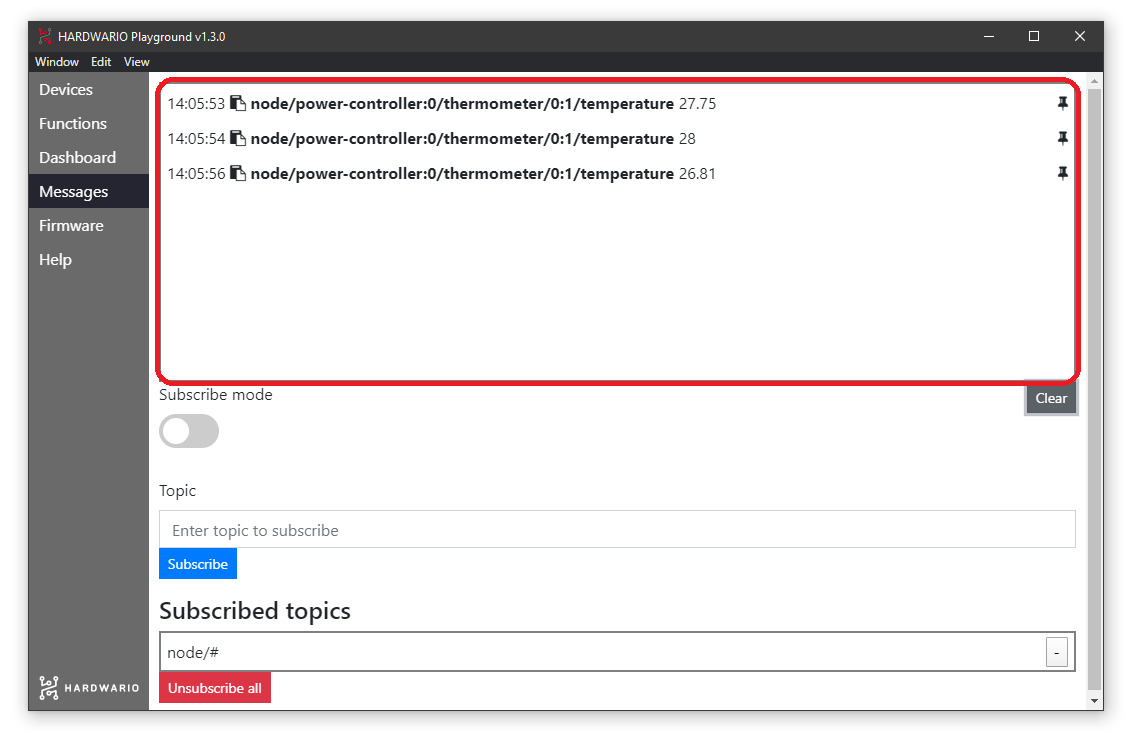 HARDWARIO Playground v1.3.0
Window Edit View
Devices
Functions
Dashboard
Messages
Firmware
Help
14:05:53 node/power-controller:0/thermometer/0:1/temperature 27.75
14:05:54 node/power-controller:0/thermometer/0:1/temperature 28
14:05:56 node/power-controller:0/thermometer/0:1/temperature 26.81
Subscribe mode
Clear
Topic
Enter topic to subscribe
Subscribe
Subscribed topics
node/# -
Unsubscribe all
HARDWARIO